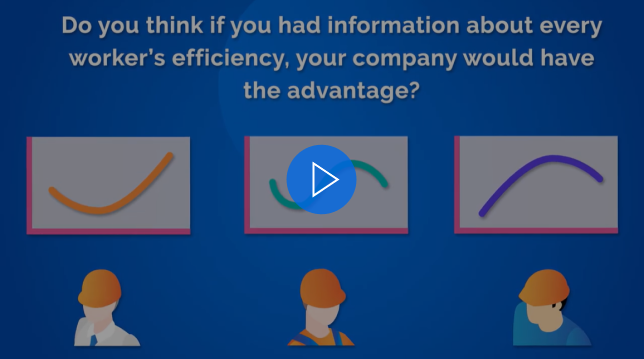 Do you think if you had information about every
worker's efficiency, your company would have
the advantage?